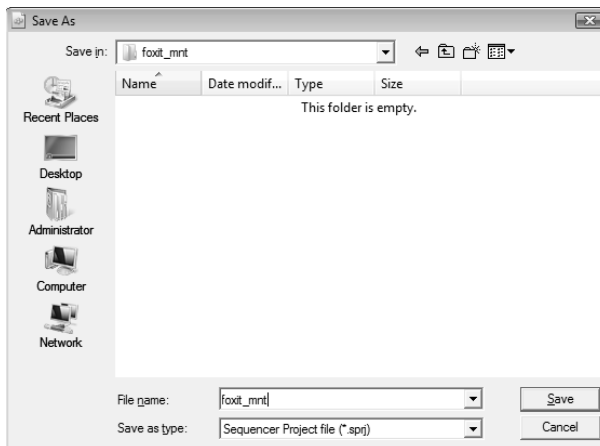 Save As
Save in:
foxit_mnt
Name
Date modif...
Type
Size
This folder is empty.
Recent Places
Desktop
Administrator
Computer
Network
File name:
foxit_mnt
Save
Save as type:
Sequencer Project file (*.sprj)
Cancel